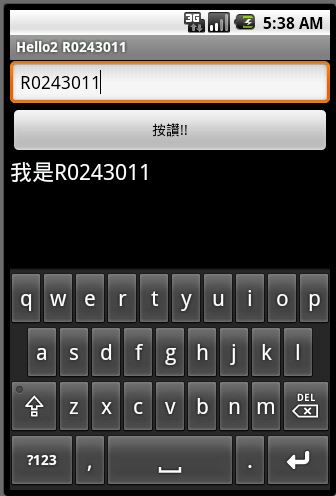 3G 5:38 AM
Hello2 R0243011
R0243011
按讚!!
我是R0243011
q w e r t y u i o p
a s d f g h j k l
z x c v b n m DEL
?123 , .